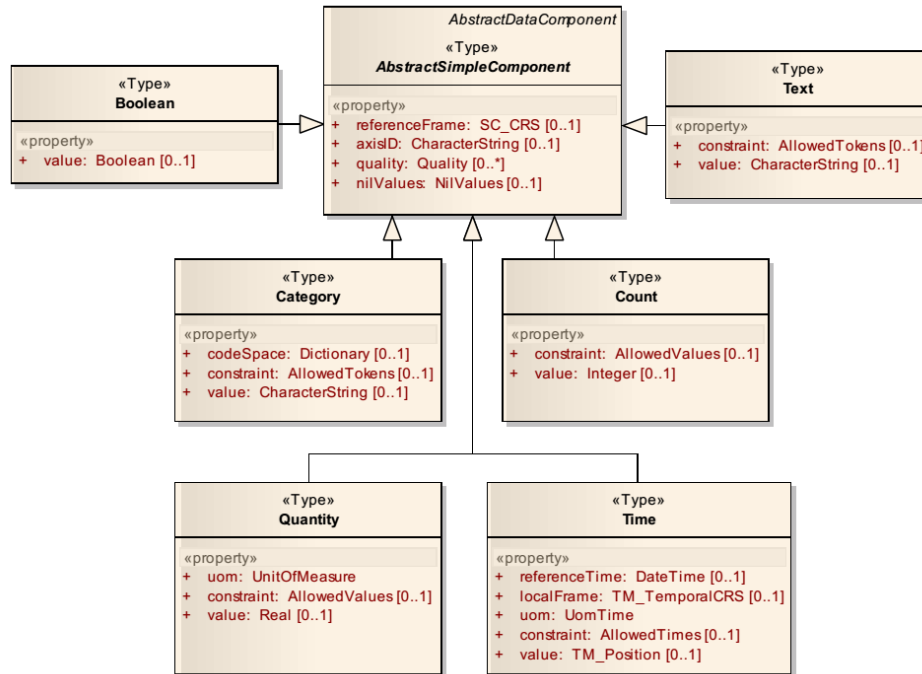 AbstractDataComponent
«Type»
AbstractSimpleComponent
«property»
+ referenceFrame: SC_CRS [0..1]
+ axisID: CharacterString [0..1]
+ quality: Quality [0..*]
+ nilValues: NilValues [0..1]
«Type»
Boolean
«property»
+ value: Boolean [0..1]
«Type»
Text
«property»
+ constraint: AllowedTokens [0..1]
+ value: CharacterString [0..1]
«Type»
Category
«property»
+ codeSpace: Dictionary [0..1]
+ constraint: AllowedTokens [0..1]
+ value: CharacterString [0..1]
«Type»
Count
«property»
+ constraint: AllowedValues [0..1]
+ value: Integer [0..1]
«Type»
Quantity
«property»
+ uom: UnitOfMeasure
+ constraint: AllowedValues [0..1]
+ value: Real [0..1]
«Type»
Time
«property»
+ referenceTime: DateTime [0..1]
+ localFrame: TM_TemporalCRS [0..1]
+ uom: UomTime
+ constraint: AllowedTimes [0..1]
+ value: TM_Position [0..1]